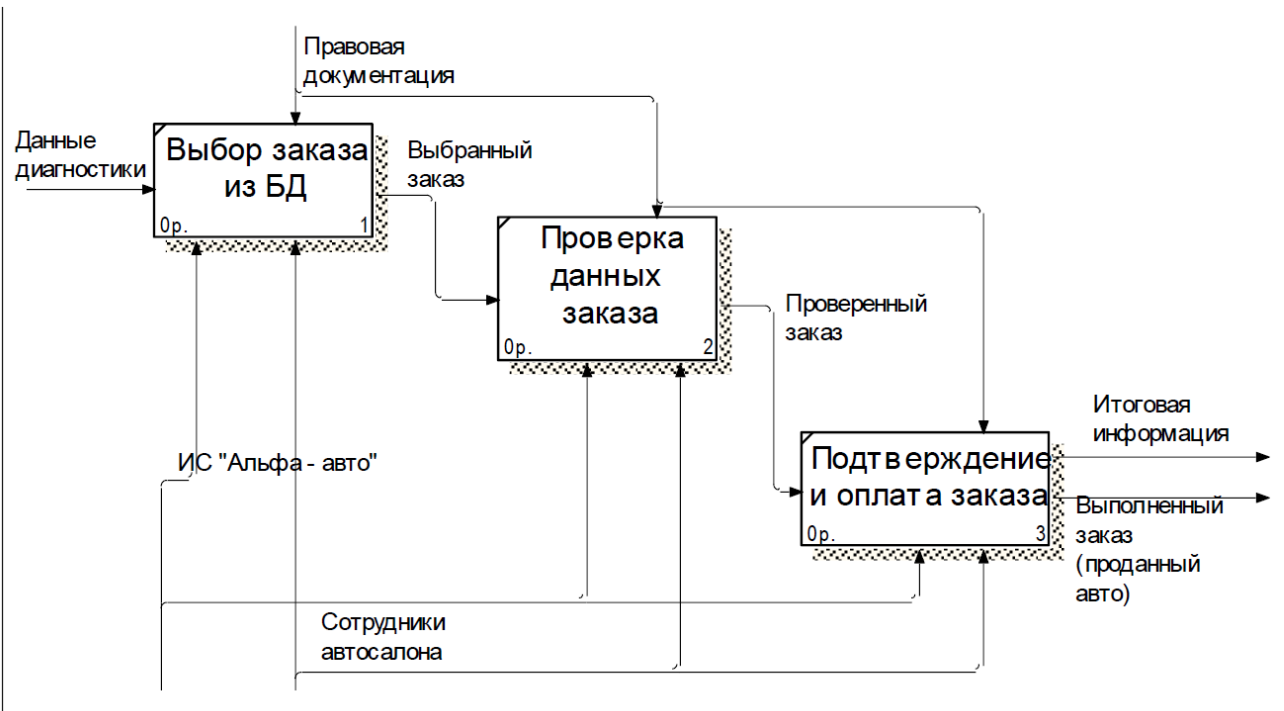 Правовая
документация
Данные
диагностики
Выбор заказа
из БД
0р.
1
Выбранный
заказ
Проверка
данных
заказа
0р.
2
Проверенный
заказ
ИС "Альфа - авто"
Подтверждение
и оплата заказа
0р.
3
Итоговая
информация
Выполненный
заказ
(проданный
авто)
Сотрудники
автосалона